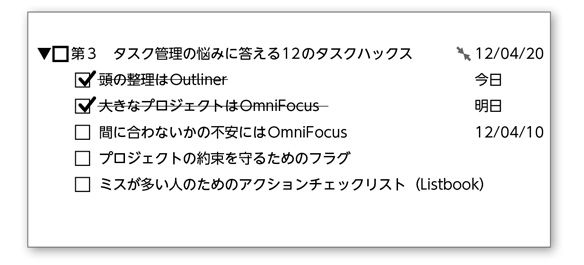 ▼□第3 タスク管理の悩みに答える12のタスクハックス 12/04/20
頭の整理はOutliner 今日
大きなプロジェクトはOmniFocus 明日
間に合わないかの不安にはOmniFocus 12/04/10
プロジェクトの約束を守るためのフラグ
ミスが多い人のためのアクションチェックリスト（Listbook）